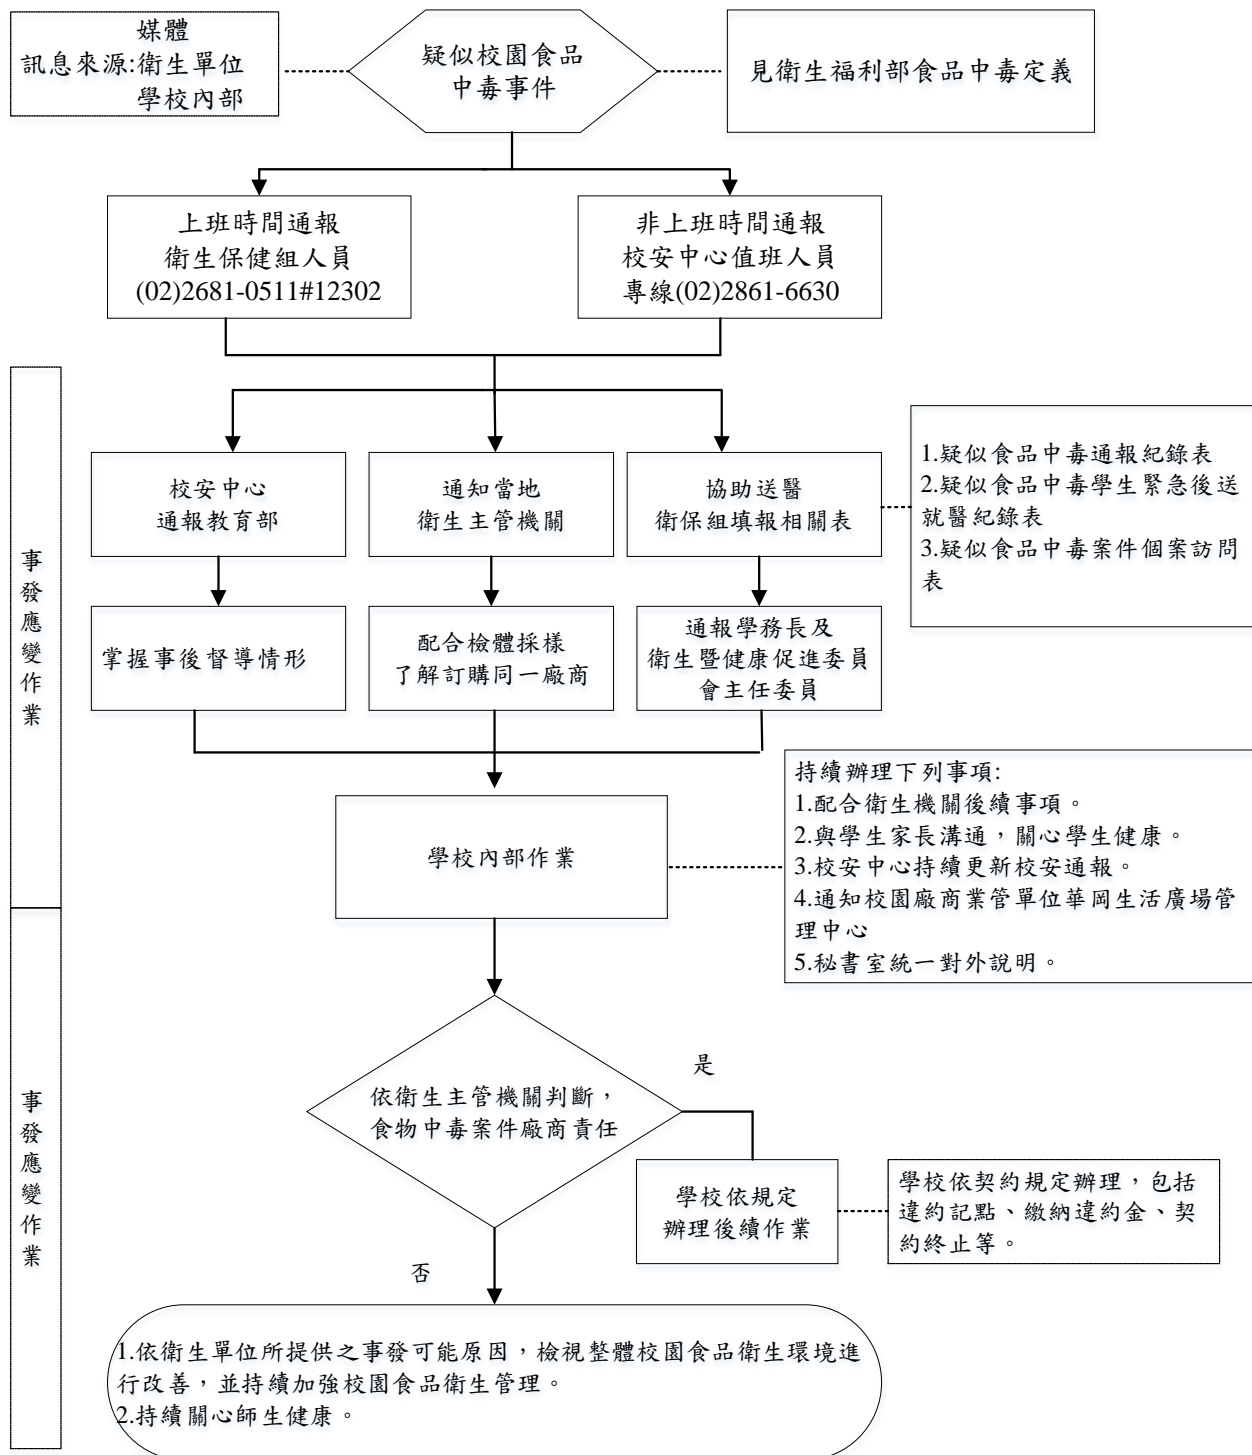 媒體
訊息來源:衛生單位
學校內部
疑似校園食品
中毒事件
見衛生福利部食品中毒定義
上班時間通報
衛生保健組人員
(02)2681-0511#12302
非上班時間通報
校安中心值班人員
專線(02)2861-6630
事發應變作業
校安中心
通報教育部
通知當地
衛生主管機關
協助送醫
衛保組填報相關表
1.疑似食品中毒通報紀錄表
2.疑似食品中毒學生緊急後送
就醫紀錄表
3.疑似食品中毒案件個案訪問
表
掌握事後督導情形
配合檢體採樣
了解訂購同一廠商
通報學務長及
衛生暨健康促進委員
會主任委員
學校內部作業
持續辦理下列事項:
1.配合衛生機關後續事項。
2.與學生家長溝通，關心學生健康。
3.校安中心持續更新校安通報。
4.通知校園廠商業管單位華岡生活廣場管
理中心
5.秘書室統一對外說明。
事發應變作業
依衛生主管機關判斷，
食物中毒案件廠商責任
是
學校依規定
辦理後續作業
學校依契約規定辦理，包括
違約記點、繳納違約金、契
約終止等。
否
1.依衛生單位所提供之事發可能原因，檢視整體校園食品衛生環境進
行改善，並持續加強校園食品衛生管理。
2.持續關心師生健康。